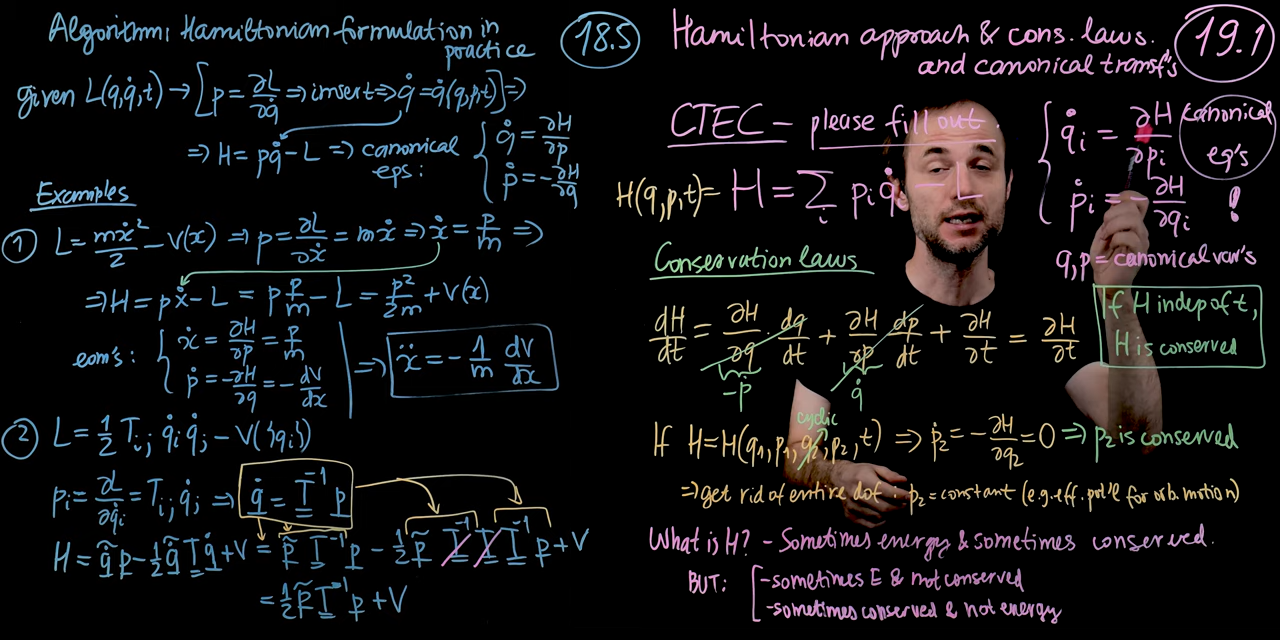 Algorithm: Hamiltonian formulation in practice
18.5
given L(q,q̇,t) → [p = ∂L/∂q̇ ⇒ insert ⇒ q̇ = q̇(q,p,t)] ⇒
⇒ H = pq̇ - L ⇒ canonical eqs: { q̇ = ∂H/∂p
ṗ = -∂H/∂q
Examples
① L = mẋ²/2 - V(x) ⇒ p = ∂L/∂ẋ = mẋ ⇒ ẋ = p/m ⇒
⇒ H = pẋ - L = p p/m - L = p²/2m + V(x)
eom's: { ẋ = ∂H/∂p = p/m
ṗ = -∂H/∂q = -dV/dx
⇒ ẍ = -1/m dV/dx
② L = 1/2 Tij q̇i q̇j - V({qi})
pi = ∂L/∂q̇i = Tij q̇j ⇒ q̇ = T⁻¹ p
H = q̇̃ p - 1/2 q̇̃ T q̇ + V = p̃ T⁻¹ p - 1/2 p̃ T⁻¹ T T⁻¹ p + V
= 1/2 p̃ T⁻¹ p + V
Hamiltonian approach & cons. laws.
and canonical transf's
19.1
CTEC - please fill out.
H(q,p,t) = H = Σi pi q̇i - L
{ q̇i = ∂H/∂pi
ṗi = -∂H/∂qi
canonical eq's
!
q,p = canonical var's
Conservation laws
dH/dt = ∂H/∂q · dq/dt + ∂H/∂p dp/dt + ∂H/∂t = ∂H/∂t
-ṗ q̇
If H indep of t,
H is conserved
cyclic
If H = H(q1,p1,q2,p2,t) ⇒ ṗ2 = -∂H/∂q2 = 0 ⇒ p2 is conserved
⇒ get rid of entire dof: p2 = constant (e.g. eff. pot'l for orb. motion)
What is H? - Sometimes energy & sometimes conserved.
BUT: [-sometimes E & not conserved
-sometimes conserved & not energy